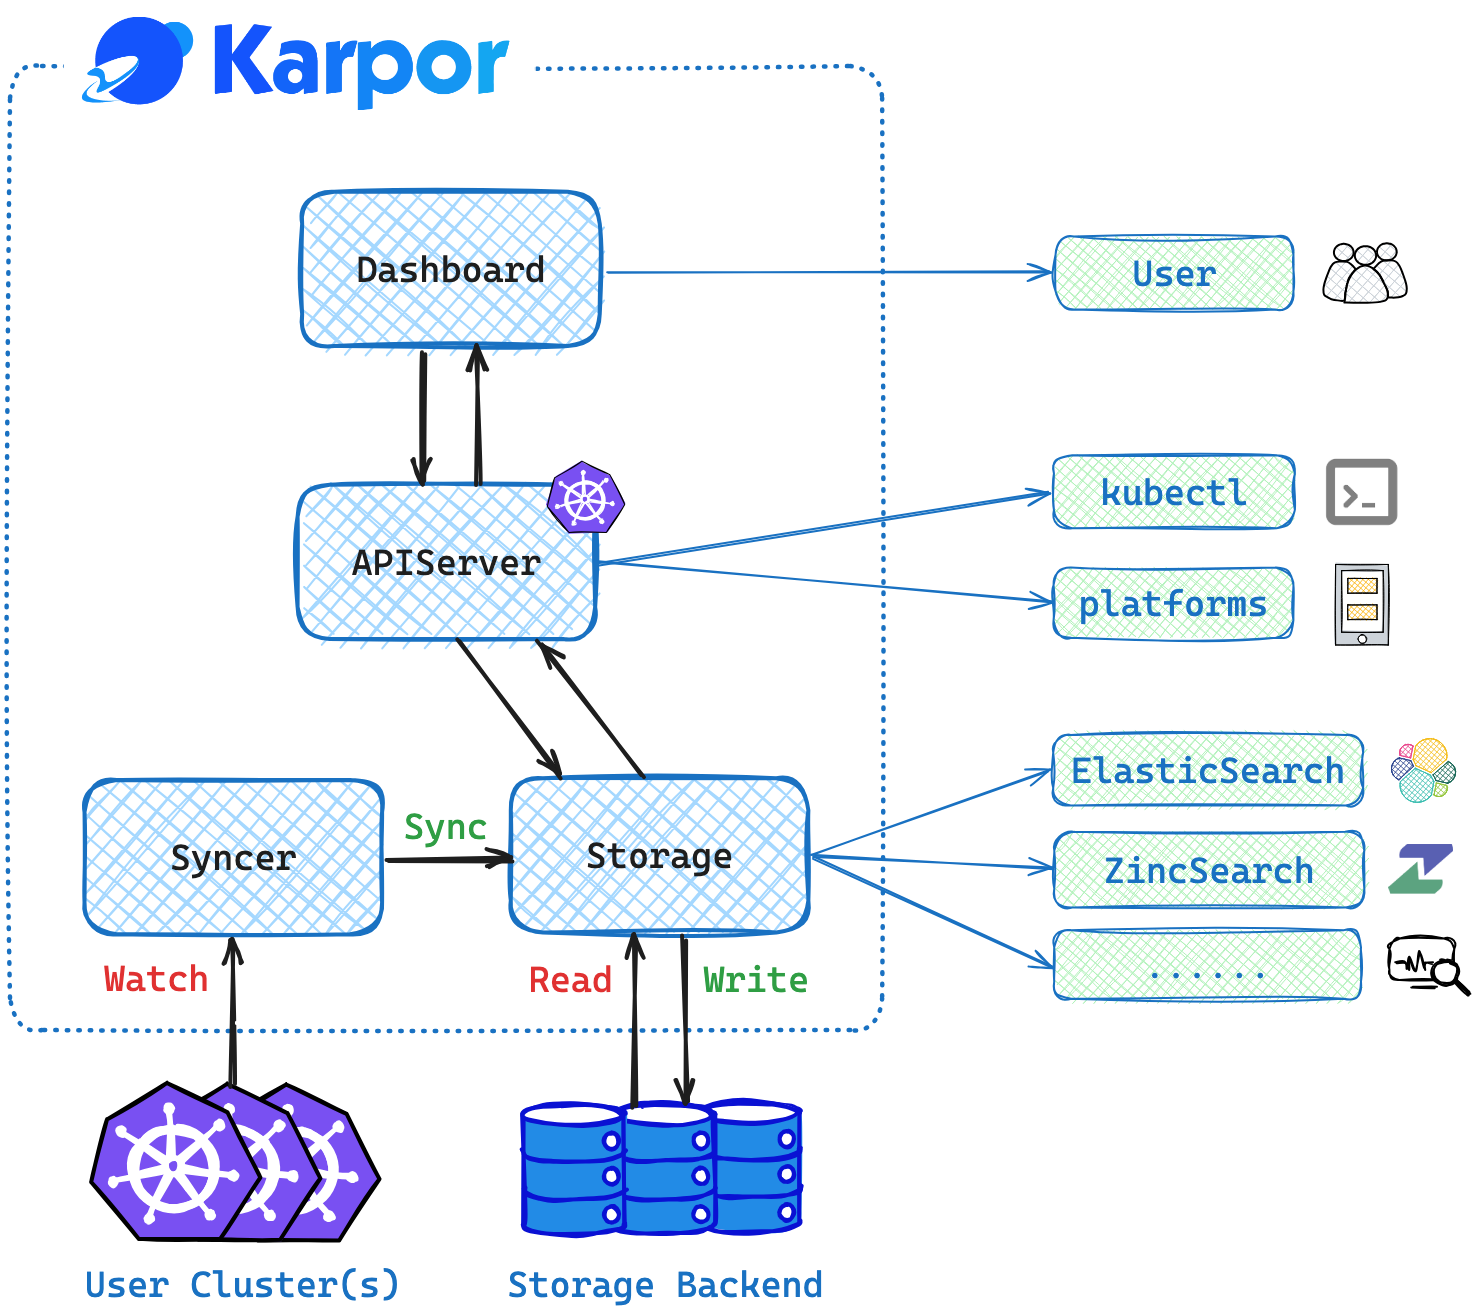 Karpor
Dashboard
User
APIServer
kubectl
platforms
Syncer
Sync
Storage
ElasticSearch
ZincSearch
......
Watch
Read
Write
User Cluster(s)
Storage Backend